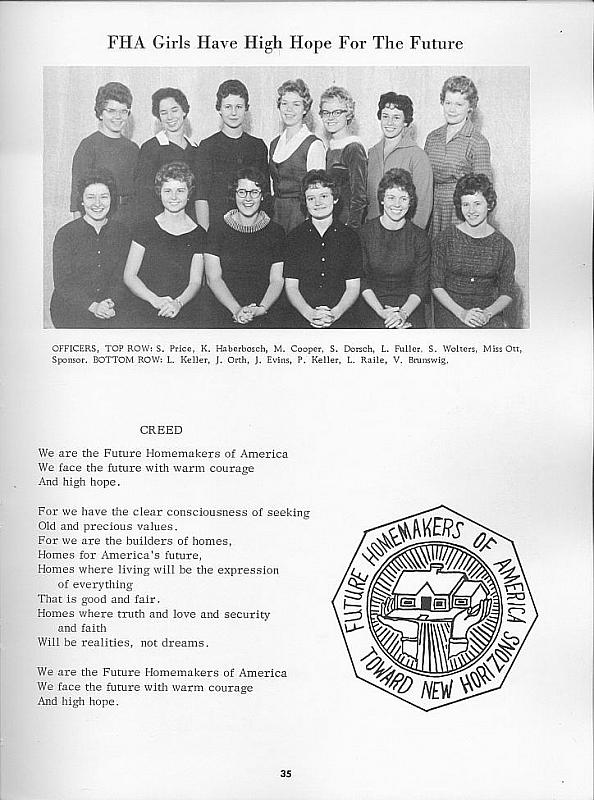 FHA Girls Have High Hope For The Future
OFFICERS, TOP ROW: S. Price, K. Haberbosch, M. Cooper, S. Dorsch, L. Fuller, S. Wolters, Miss Ott,
Sponsor. BOTTOM ROW: L. Keller, J. Orth, J. Evins, P. Keller, L. Raile, V. Brunswig.
CREED
We are the Future Homemakers of America
We face the future with warm courage
And high hope.
For we have the clear consciousness of seeking
Old and precious values.
For we are the builders of homes,
Homes for America's future,
Homes where living will be the expression
of everything
That is good and fair.
Homes where truth and love and security
and faith
Will be realities, not dreams.
We are the Future Homemakers of America
We face the future with warm courage
And high hope.
FUTURE HOMEMAKERS OF AMERICA
TOWARD NEW HORIZONS
35